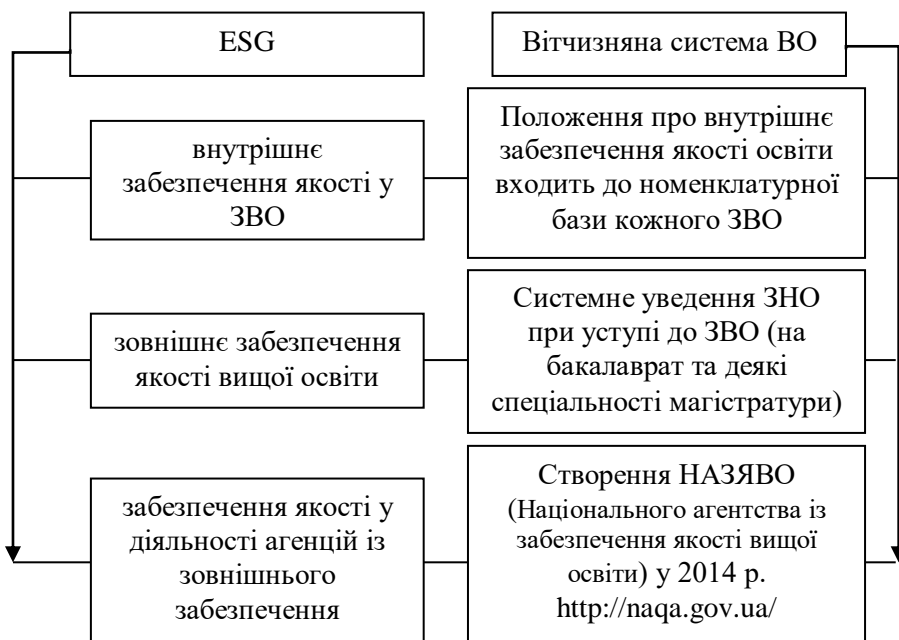 ESG
Вітчизняна система ВО
внутрішнє
забезпечення якості у
ЗВО
Положення про внутрішнє
забезпечення якості освіти
входить до номенклатурної
бази кожного ЗВО
зовнішнє забезпечення
якості вищої освіти
Системне уведення ЗНО
при уступі до ЗВО (на
бакалаврат та деякі
спеціальності магістратури)
забезпечення якості у
діяльності агенцій із
зовнішнього
забезпечення
Створення НАЗЯВО
(Національного агентства із
забезпечення якості вищої
освіти) у 2014 р.
http://naqa.gov.ua/